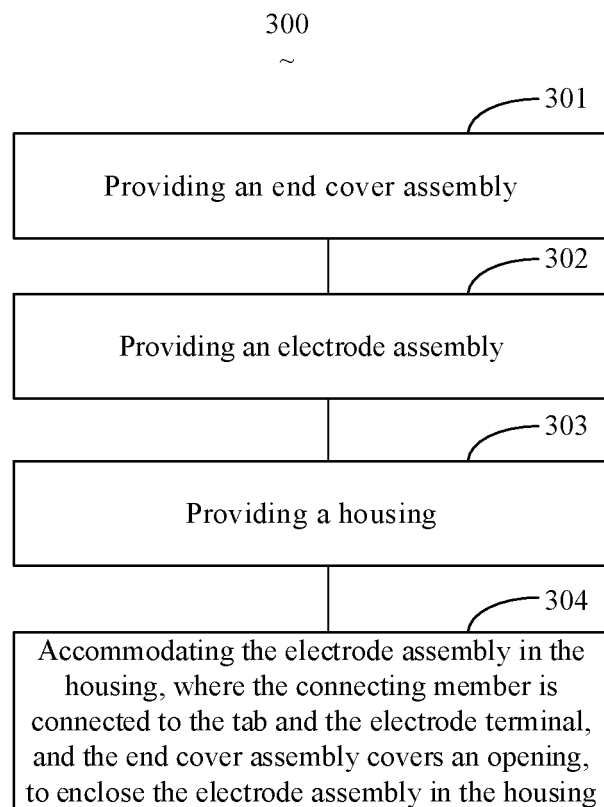 300
~
301
Providing an end cover assembly
302
Providing an electrode assembly
303
Providing a housing
304
Accommodating the electrode assembly in the
housing, where the connecting member is
connected to the tab and the electrode terminal,
and the end cover assembly covers an opening,
to enclose the electrode assembly in the housing